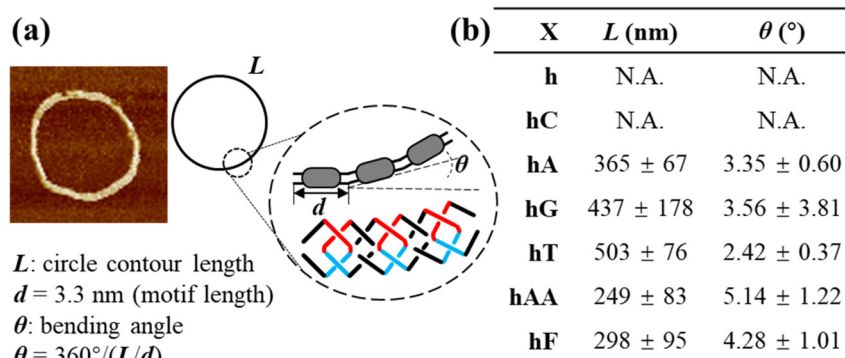 (a)
L
θ
d
L: circle contour length
d = 3.3 nm (motif length)
θ: bending angle
θ = 360°/(L/d)
(b)
X L (nm) θ (°)
h N.A. N.A.
hC N.A. N.A.
hA 365 ± 67 3.35 ± 0.60
hG 437 ± 178 3.56 ± 3.81
hT 503 ± 76 2.42 ± 0.37
hAA 249 ± 83 5.14 ± 1.22
hF 298 ± 95 4.28 ± 1.01